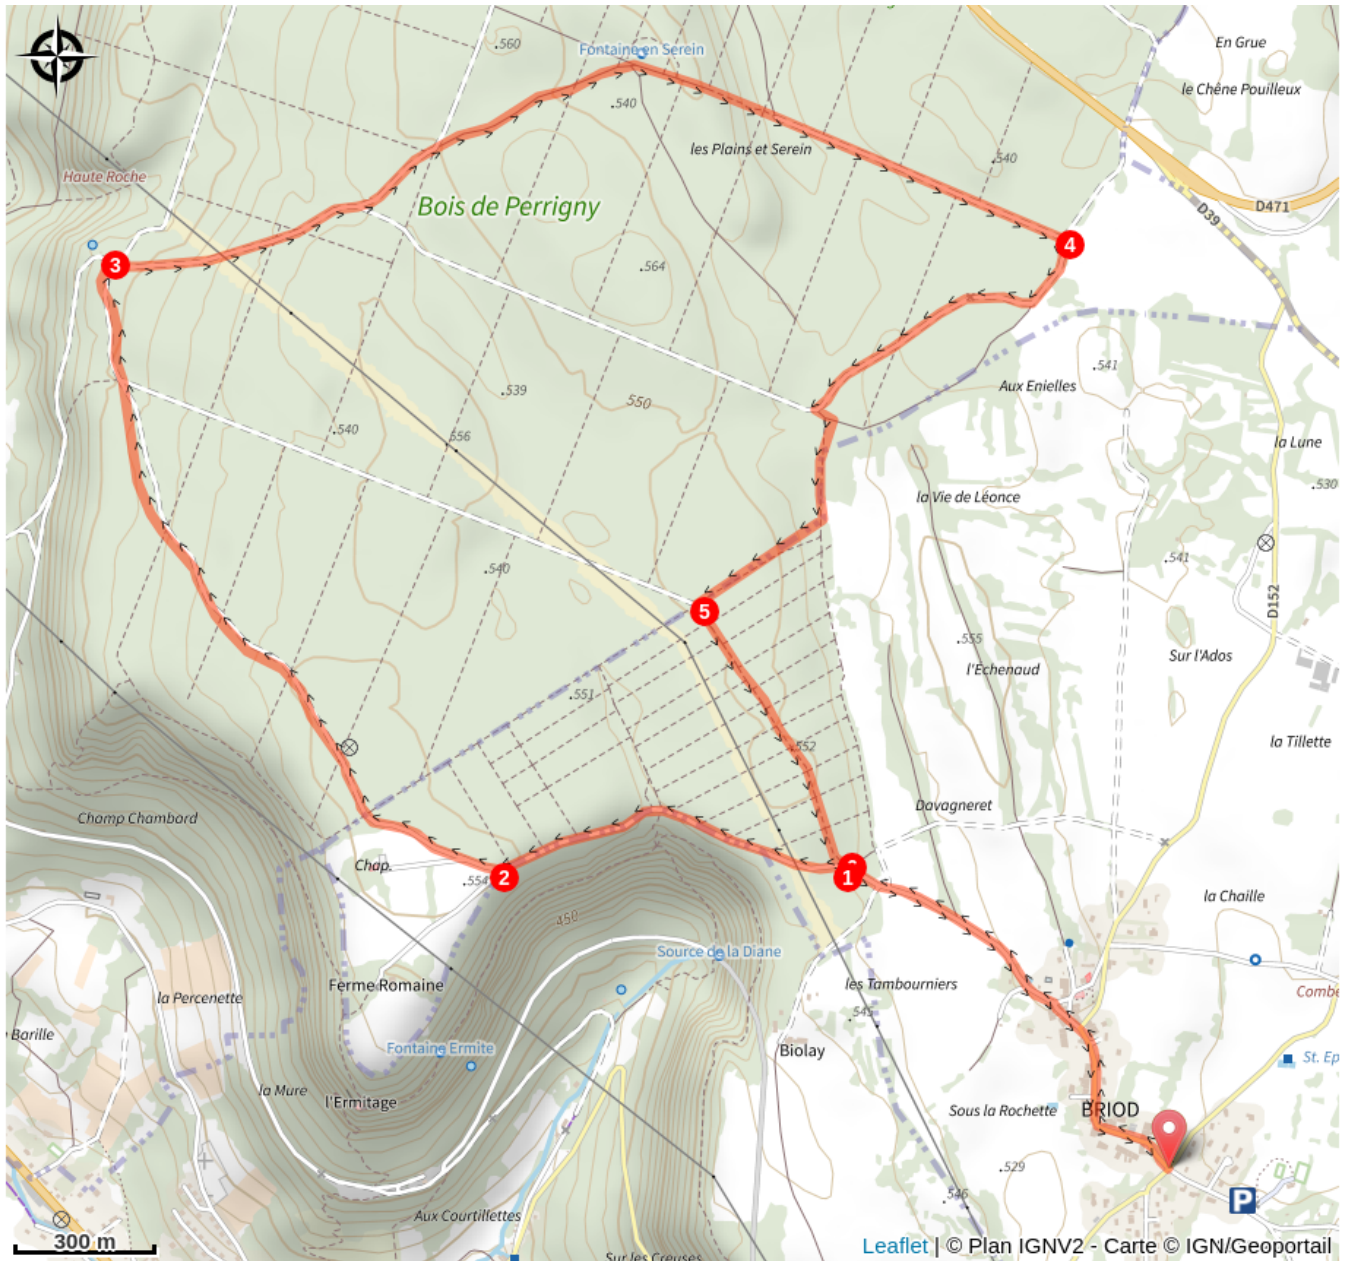 .560
Fontaine en Serein
En Grue
le Chêne Pouilleux
.540
les Plains et Serein
.540
Haute Roche
Bois de Perrigny
D471
D39
4
3
.564
.541
Aux Enielles
.539
550
.540
556
la Lune
la Vie de Léonce
.530
.541
.540
D152
5
.555
l'Échenaud
Sur l'Ados
.551
.552
la Tillette
Davagneret
Champ Chambord
Chap.
.554
2
1
la Chaille
450
Source de la Diane
les Tambourniers
Ferme Romaine
la Percenette
Combe
.545
Barille
Fontaine Ermite
Biolay
St. Ep
la Mure
l'Ermitage
Sous la Rochette
BRIOD
.529
.546
P
Aux Courtillettes
300 m
Sur les Creuses
Leaflet | © Plan IGNV2 - Carte © IGN/Geoportail